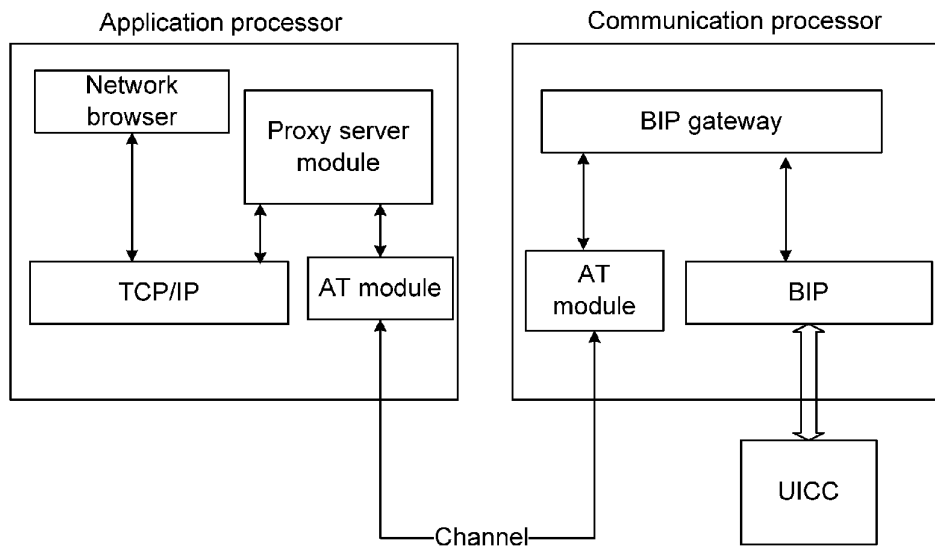 Application processor
Network
browser
Proxy server
module
TCP/IP
AT module
Communication processor
BIP gateway
AT
module
BIP
UICC
Channel